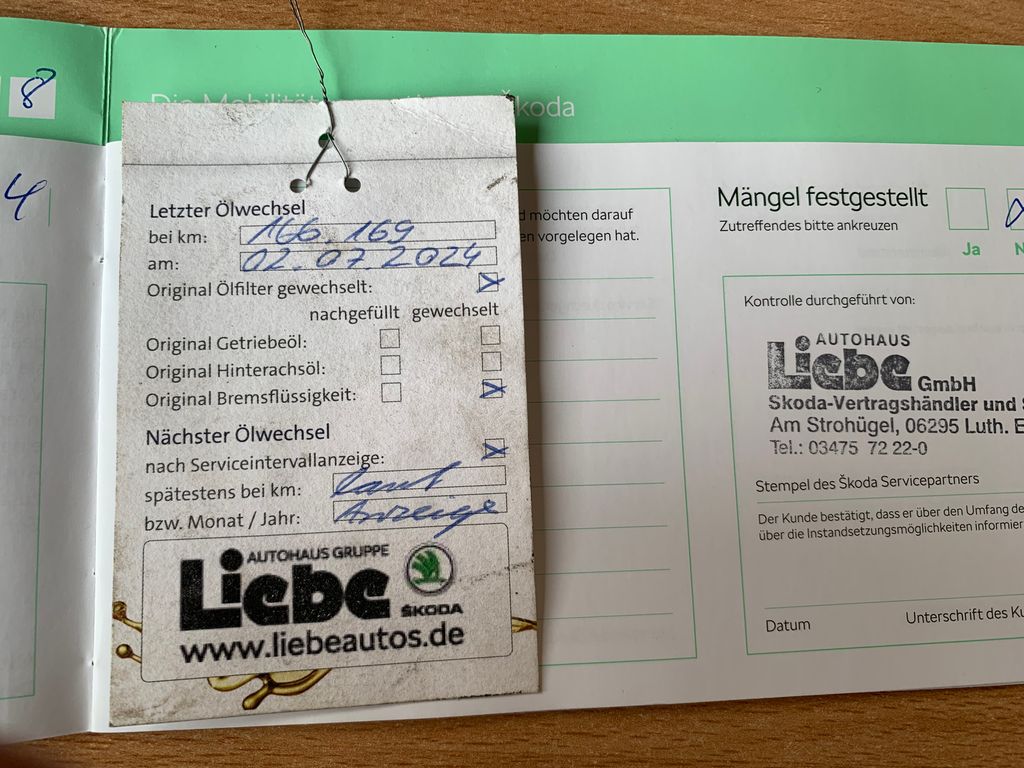 8
4
Die Mobilität
koda
Letzter Ölwechsel
bei km: 166.169
am: 02.07.2024
Original Ölfilter gewechselt:
nachgefüllt gewechselt
Original Getriebeöl:
Original Hinterachsöl:
Original Bremsflüssigkeit:
Nächster Ölwechsel
nach Serviceintervallanzeige:
spätestens bei km: laut
bzw. Monat / Jahr: Anzeige
AUTOHAUS GRUPPE
Liebe
ŠKODA
www.liebeautos.de
d möchten darauf
en vorgelegen hat.
Mängel festgestellt
Zutreffendes bitte ankreuzen
Ja N
Kontrolle durchgeführt von:
AUTOHAUS
Liebe GmbH
Skoda-Vertragshändler und S
Am Strohügel, 06295 Luth. E
Tel.: 03475 72 22-0
Stempel des Škoda Servicepartners
Der Kunde bestätigt, dass er über den Umfang de
über die Instandsetzungsmöglichkeiten informier
Datum Unterschrift des Ku